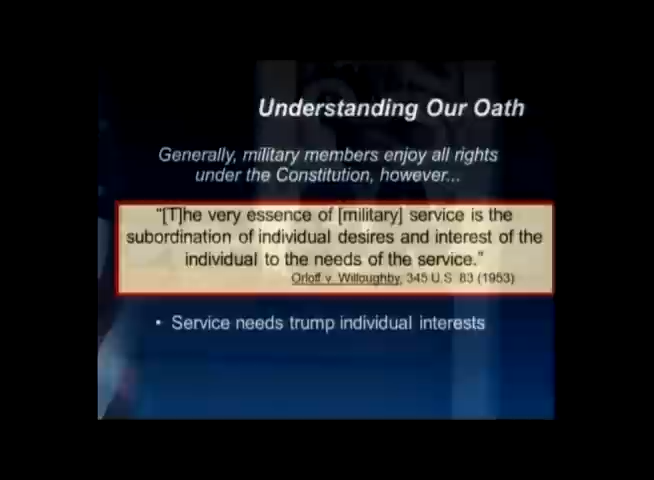 Understanding Our Oath
Generally, military members enjoy all rights
under the Constitution, however...
"[T]he very essence of [military] service is the
subordination of individual desires and interest of the
individual to the needs of the service."
Orloff v. Willoughby, 345 U.S. 83 (1953)
• Service needs trump individual interests